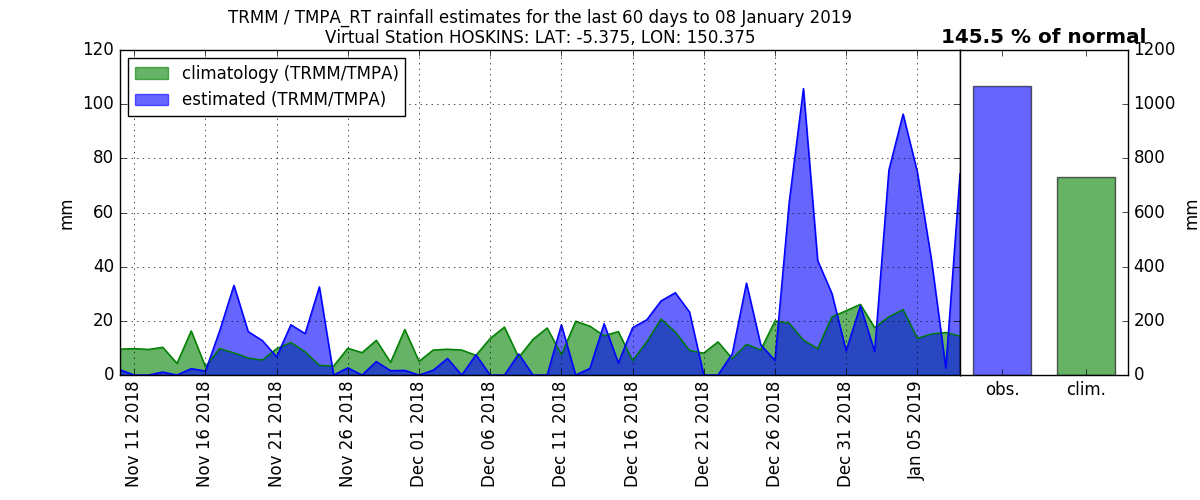 TRMM / TMPA_RT rainfall estimates for the last 60 days to 08 January 2019
Virtual Station HOSKINS: LAT: -5.375, LON: 150.375
145.5 % of normal
climatology (TRMM/TMPA)
estimated (TRMM/TMPA)
mm
120
100
80
60
40
20
0
Nov 11 2018
Nov 16 2018
Nov 21 2018
Nov 26 2018
Dec 01 2018
Dec 06 2018
Dec 11 2018
Dec 16 2018
Dec 21 2018
Dec 26 2018
Dec 31 2018
Jan 05 2019
obs.
clim.
1200
1000
800
600
400
200
0
mm